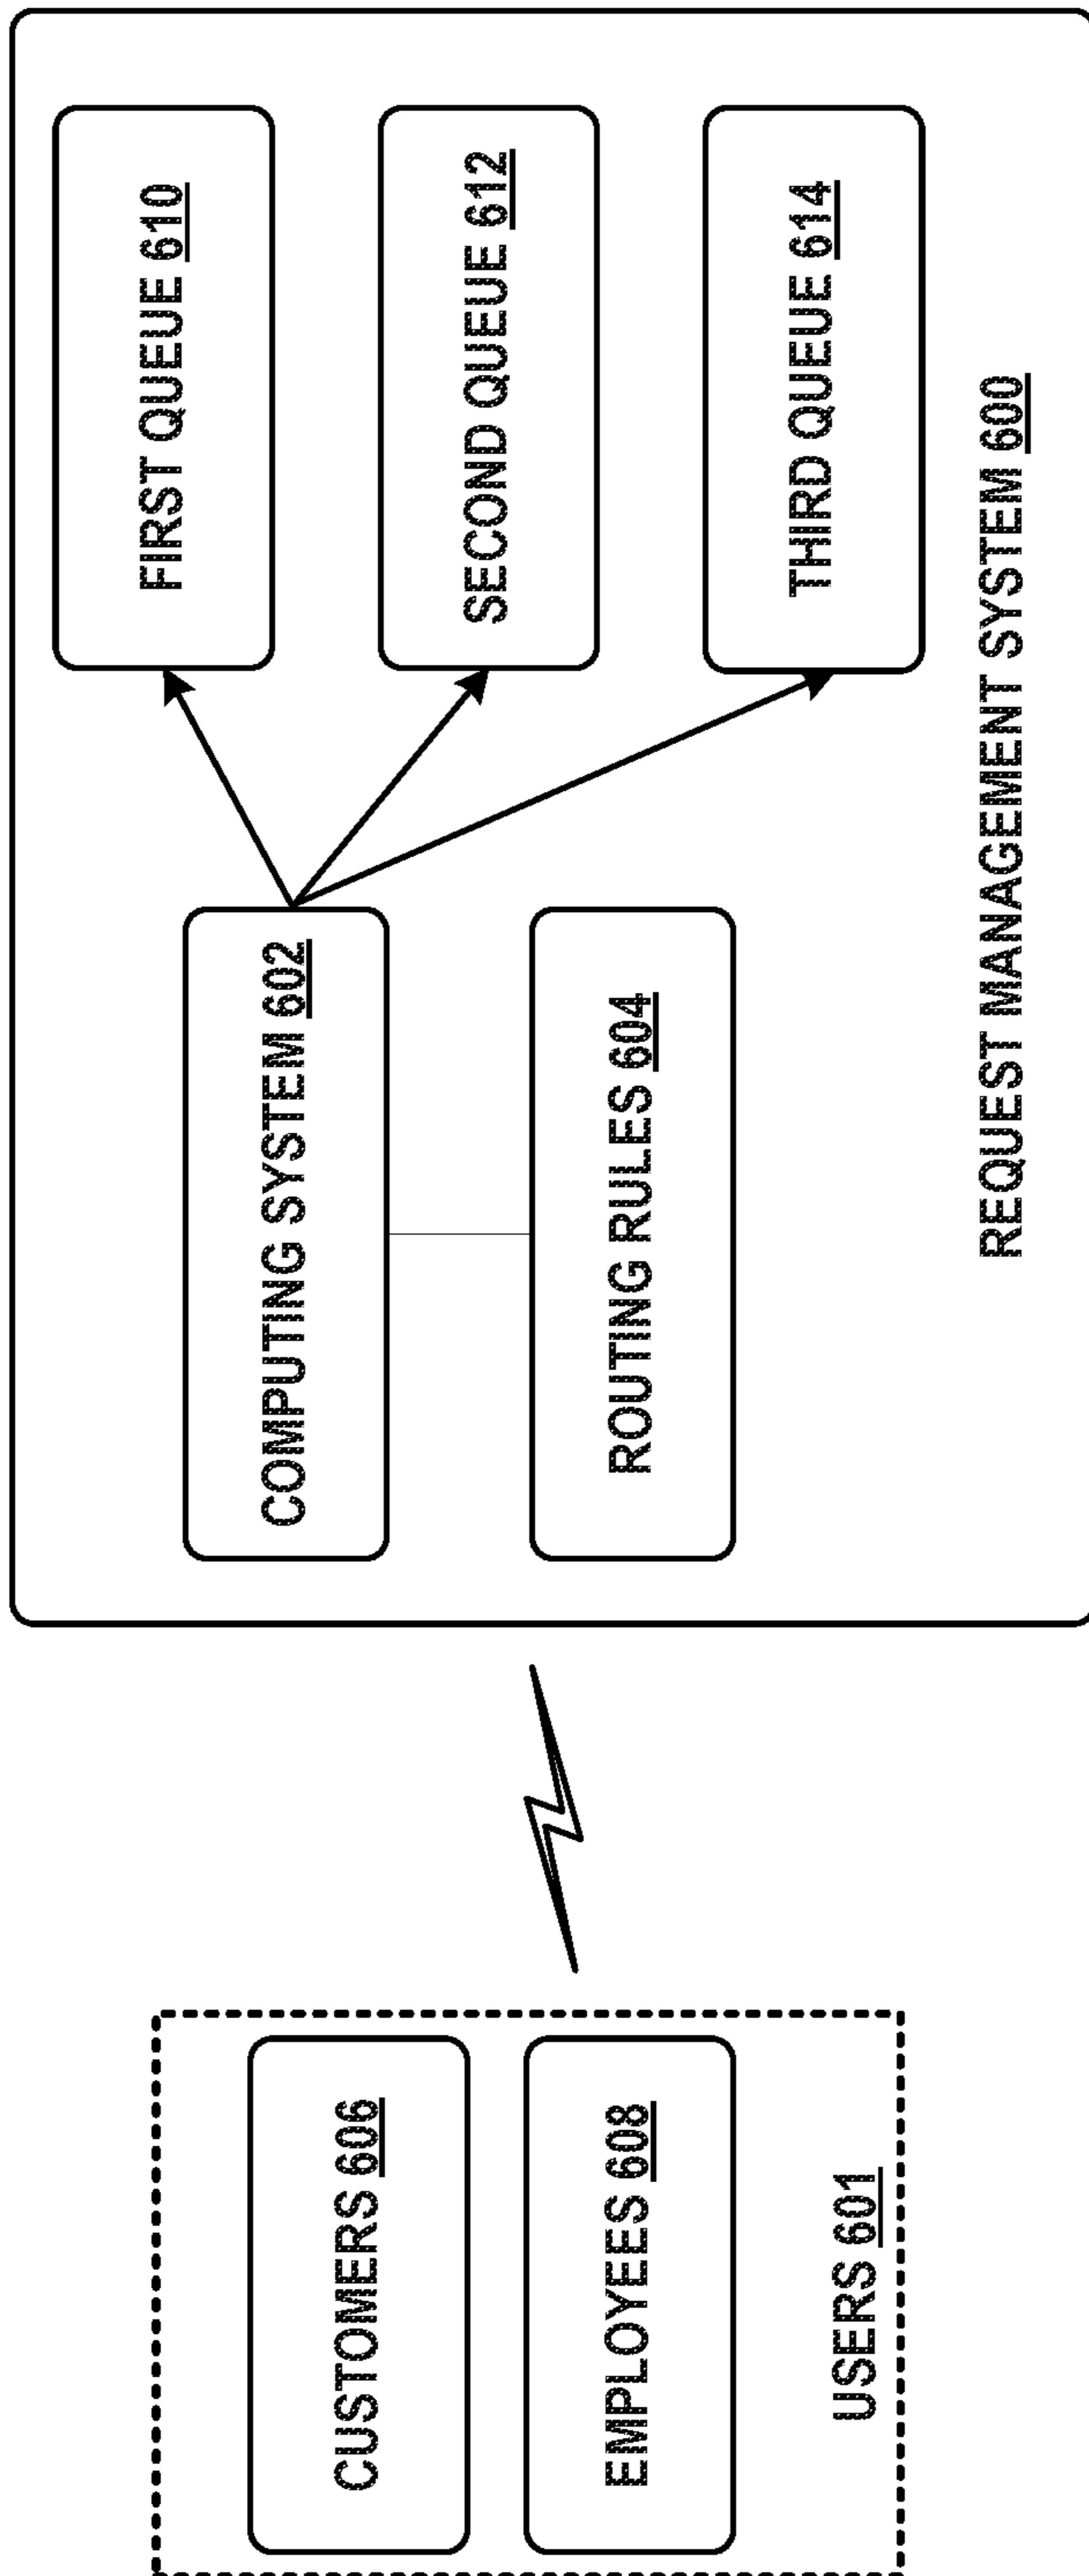 CUSTOMERS 606
EMPLOYEES 608
USERS 601
COMPUTING SYSTEM 602
ROUTING RULES 604
FIRST QUEUE 610
SECOND QUEUE 612
THIRD QUEUE 614
REQUEST MANAGEMENT SYSTEM 600